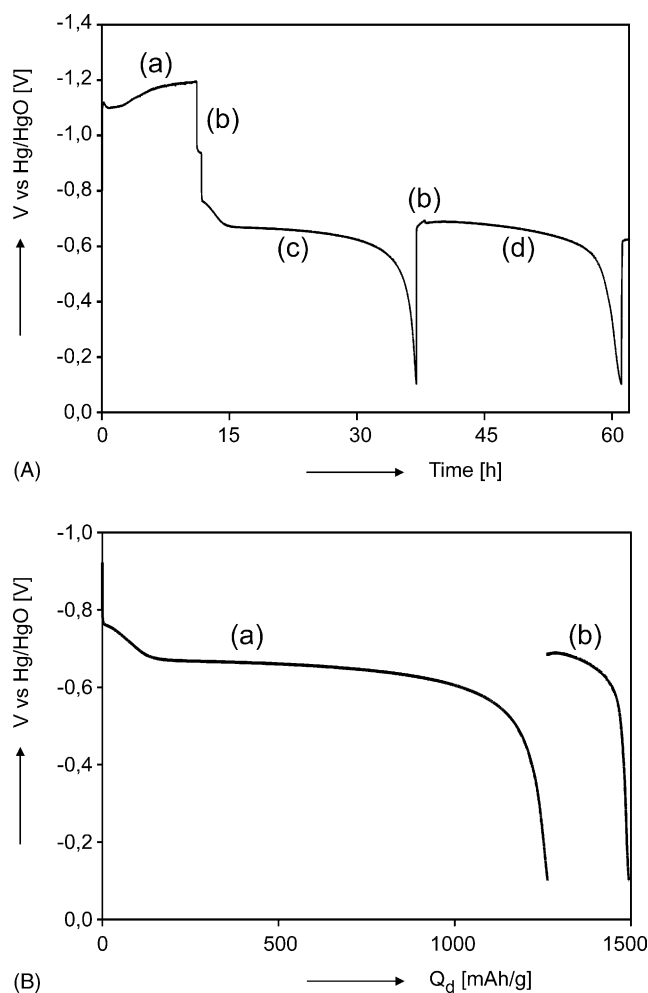 -1,4
-1,2
-1,0
-0,8
-0,6
-0,4
-0,2
0,0
V vs Hg/HgO [V]
(a)
(b)
(c)
(b)
(d)
0
15
30
45
60
(A)
Time [h]
-1,0
-0,8
-0,6
-0,4
-0,2
0,0
V vs Hg/HgO [V]
(a)
(b)
0
500
1000
1500
(B)
Qd [mAh/g]